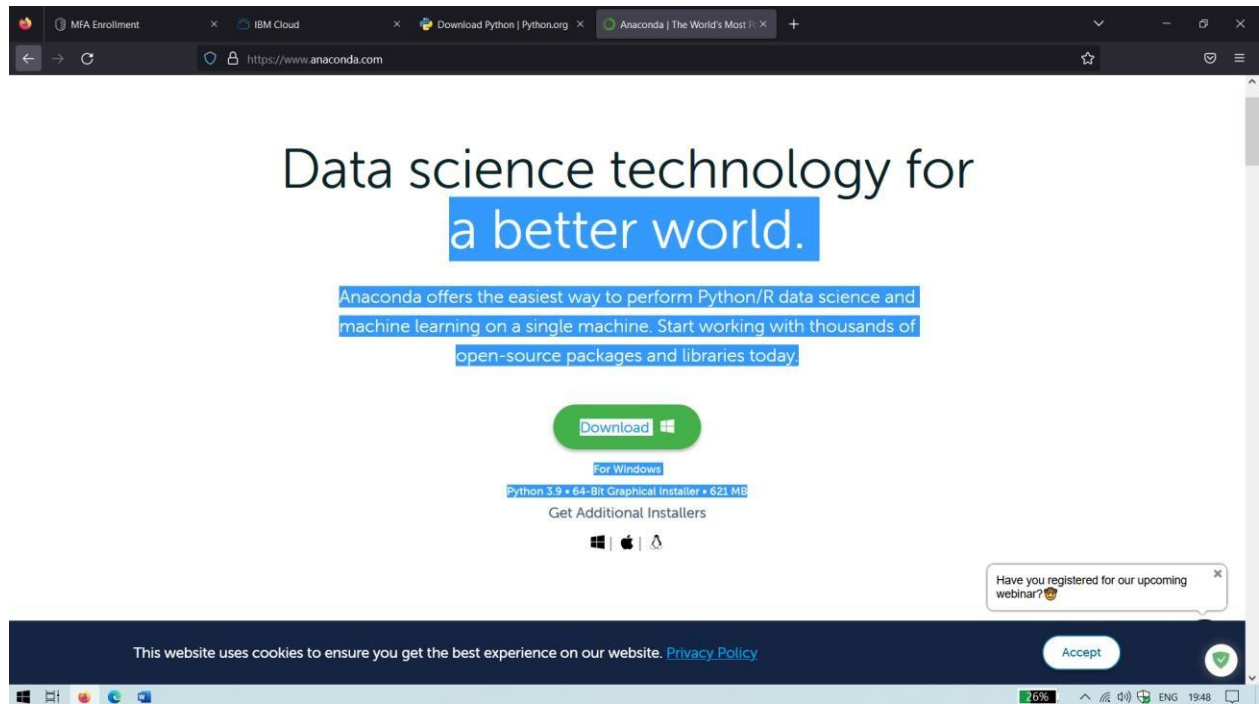 MFA Enrollment
IBM Cloud
Download Python | Python.org
Anaconda | The World's Most P
https://www.anaconda.com
Data science technology for
a better world.
Anaconda offers the easiest way to perform Python/R data science and
machine learning on a single machine. Start working with thousands of
open-source packages and libraries today.
Download
For Windows
Python 3.9 • 64-Bit Graphical Installer • 621 MB
Get Additional Installers
| |
Have you registered for our upcoming
webinar?🤓
This website uses cookies to ensure you get the best experience on our website. Privacy Policy
Accept
26%
ENG
19:48